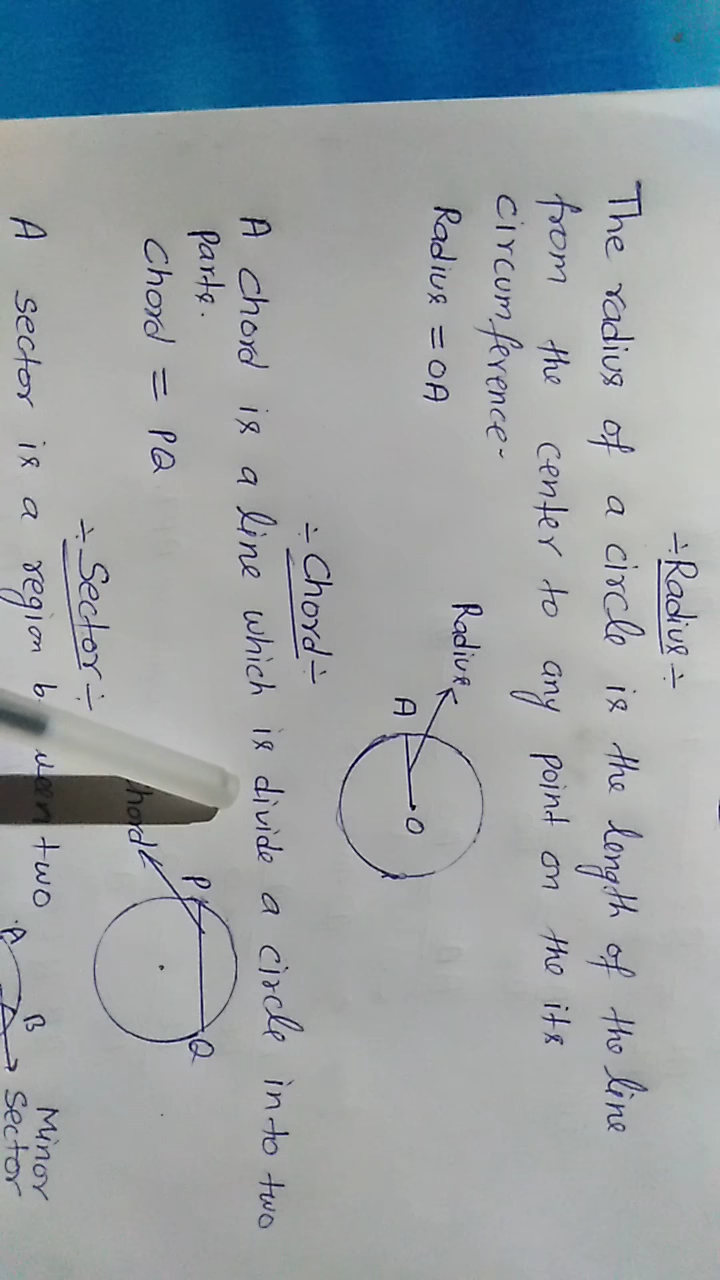 ÷Radius÷
The radius of a circle is the length of the line
from the center to any point on the its
circumference-
Radius = OA
Radius
A
O
÷Chord÷
A chord is a line which is divide a circle in to two
parts.
Chord = PQ
P
Q
÷Sector÷
A sector is a region two
A
B
Minor
Sector